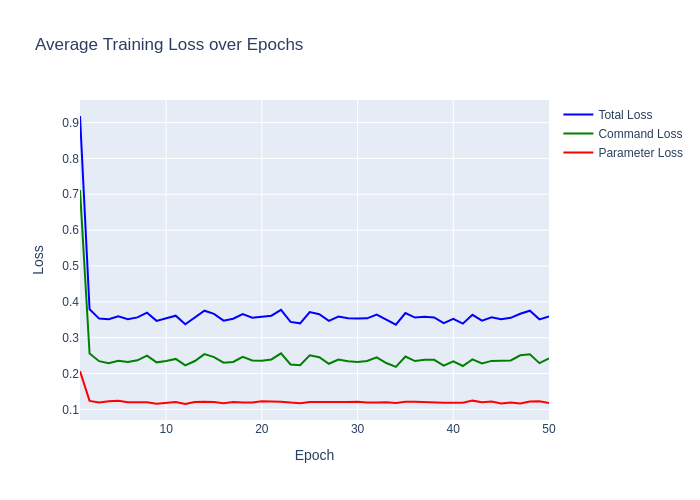 Average Training Loss over Epochs
Total Loss
Command Loss
Parameter Loss
Loss
0.9
0.8
0.7
0.6
0.5
0.4
0.3
0.2
0.1
10
20
30
40
50
Epoch